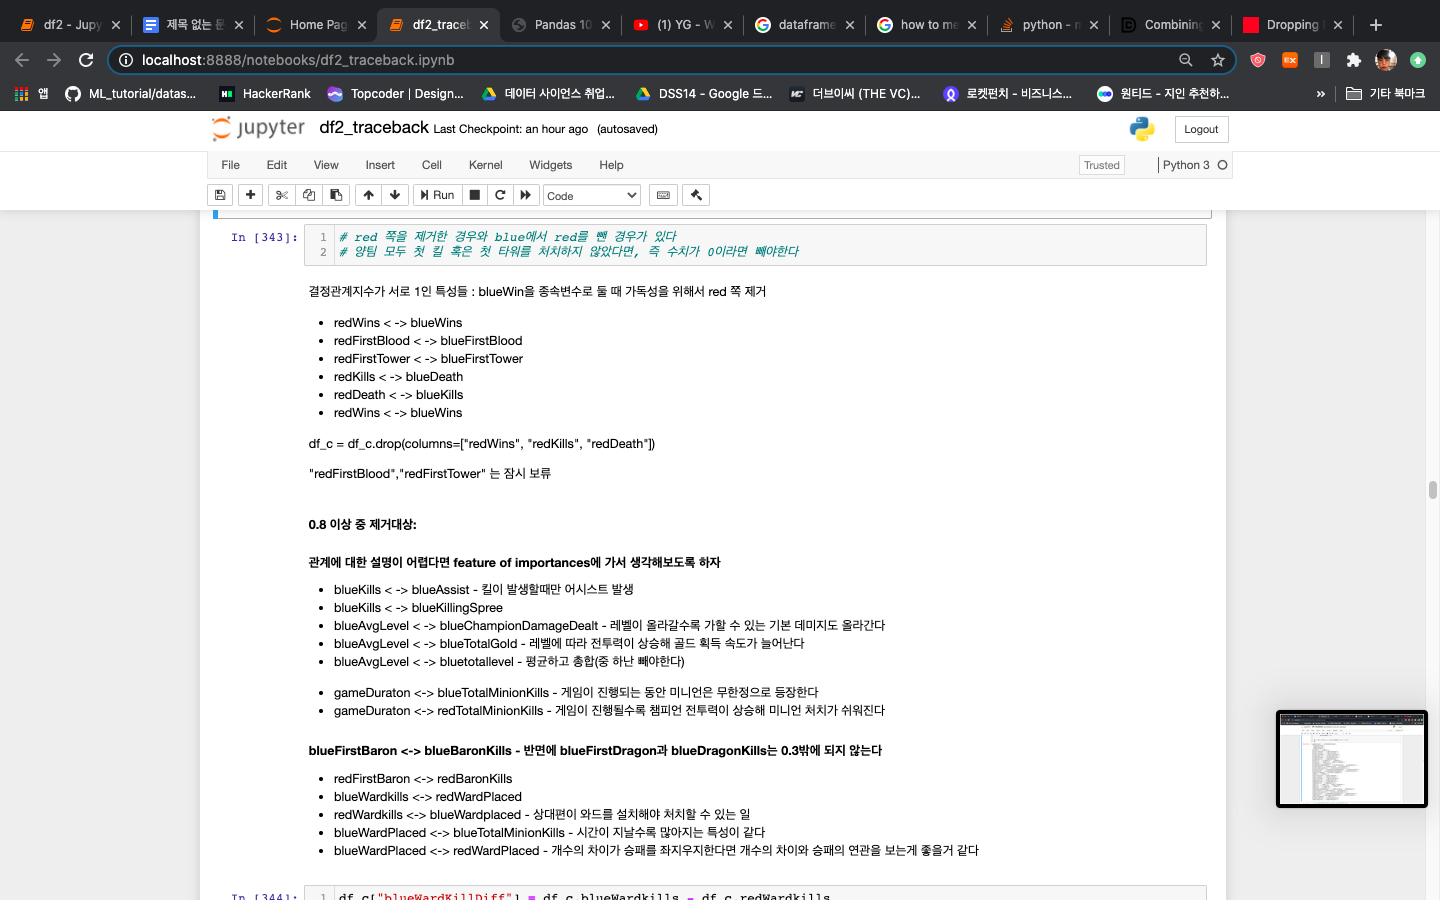 df2 - Jupy
제목 없는 문
Home Pag
df2_traceb
Pandas 10
(1) YG - W
dataframe
how to me
python - n
Combining
Dropping
localhost:8888/notebooks/df2_traceback.ipynb
앱
ML_tutorial/datas...
HackerRank
Topcoder | Design...
데이터 사이언스 취업...
DSS14 - Google 드...
더브이씨 (THE VC)...
로켓펀치 - 비즈니스...
원티드 - 지인 추천하...
»
기타 북마크
jupyter df2_traceback Last Checkpoint: an hour ago (autosaved)
Logout
File Edit View Insert Cell Kernel Widgets Help
Trusted
Python 3
Run
Code
In [343]:
1 # red 쪽을 제거한 경우와 blue에서 red를 뺀 경우가 있다
2 # 양팀 모두 첫 킬 혹은 첫 타워를 처치하지 않았다면, 즉 수치가 0이라면 빼야한다
결정관계지수가 서로 1인 특성들 : blueWin을 종속변수로 둘 때 가독성을 위해서 red 쪽 제거
• redWins < -> blueWins
• redFirstBlood < -> blueFirstBlood
• redFirstTower < -> blueFirstTower
• redKills < -> blueDeath
• redDeath < -> blueKills
• redWins < -> blueWins
df_c = df_c.drop(columns=["redWins", "redKills", "redDeath"])
"redFirstBlood","redFirstTower" 는 잠시 보류
0.8 이상 중 제거대상:
관계에 대한 설명이 어렵다면 feature of importances에 가서 생각해보도록 하자
• blueKills < -> blueAssist - 킬이 발생할때만 어시스트 발생
• blueKills < -> blueKillingSpree
• blueAvgLevel < -> blueChampionDamageDealt - 레벨이 올라갈수록 가할 수 있는 기본 데미지도 올라간다
• blueAvgLevel < -> blueTotalGold - 레벨에 따라 전투력이 상승해 골드 획득 속도가 늘어난다
• blueAvgLevel < -> bluetotallevel - 평균하고 총합(중 하난 빼야한다)
• gameDuraton <-> blueTotalMinionKills - 게임이 진행되는 동안 미니언은 무한정으로 등장한다
• gameDuraton <-> redTotalMinionKills - 게임이 진행될수록 챔피언 전투력이 상승해 미니언 처치가 쉬워진다
blueFirstBaron <-> blueBaronKills - 반면에 blueFirstDragon과 blueDragonKills는 0.3밖에 되지 않는다
• redFirstBaron <-> redBaronKills
• blueWardkills <-> redWardPlaced
• redWardkills <-> blueWardplaced - 상대편이 와드를 설치해야 처치할 수 있는 일
• blueWardPlaced <-> blueTotalMinionKills - 시간이 지날수록 많아지는 특성이 같다
• blueWardPlaced <-> redWardPlaced - 개수의 차이가 승패를 좌지우지한다면 개수의 차이와 승패의 연관을 보는게 좋을거 같다
In [344]:
1 df_c["blueWardKillDiff"] = df_c.blueWardkills - df_c.redWardkills